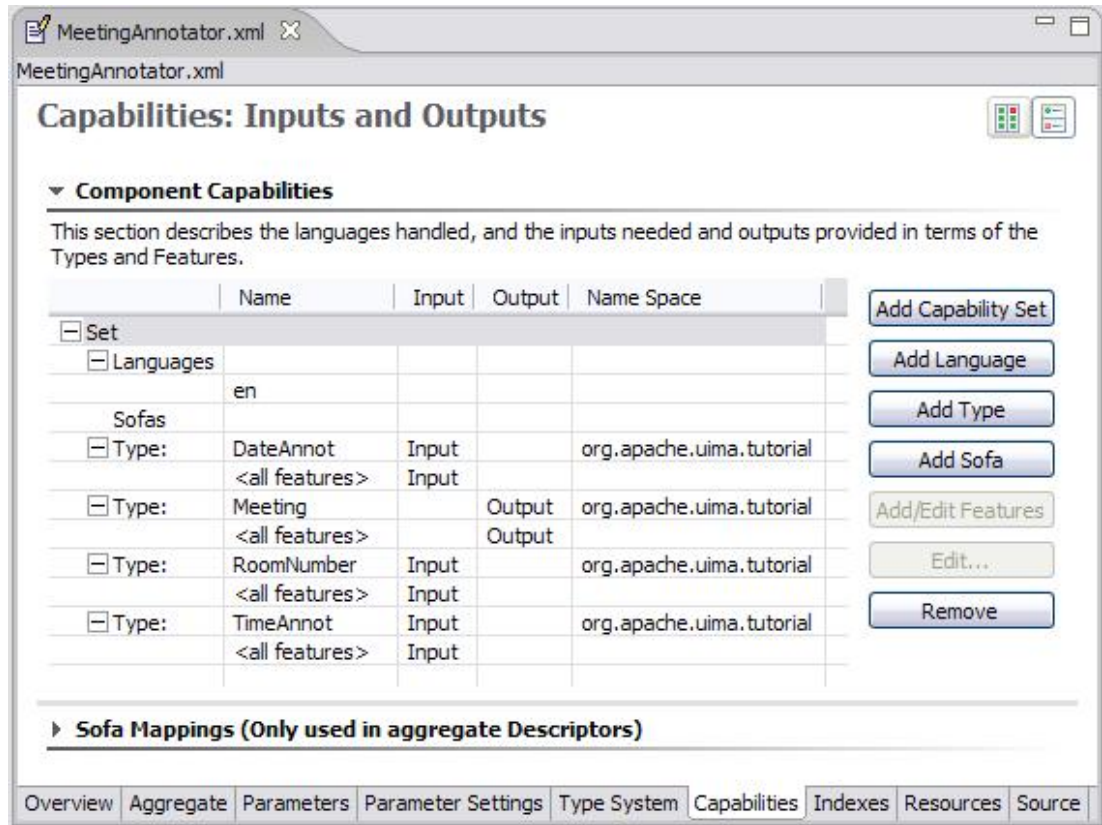 MeetingAnnotator.xml
MeetingAnnotator.xml
Capabilities: Inputs and Outputs
Component Capabilities
This section describes the languages handled, and the inputs needed and outputs provided in terms of the
Types and Features.
Name Input Output Name Space
Set
Languages
en
Sofas
Type: DateAnnot Input org.apache.uima.tutorial
<all features> Input
Type: Meeting Output org.apache.uima.tutorial
<all features> Output
Type: RoomNumber Input org.apache.uima.tutorial
<all features> Input
Type: TimeAnnot Input org.apache.uima.tutorial
<all features> Input
Add Capability Set
Add Language
Add Type
Add Sofa
Add/Edit Features
Edit...
Remove
Sofa Mappings (Only used in aggregate Descriptors)
Overview Aggregate Parameters Parameter Settings Type System Capabilities Indexes Resources Source